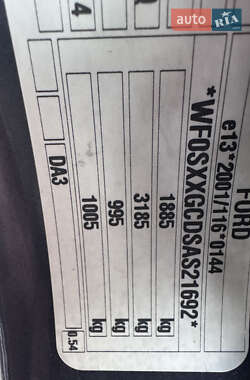 auto
RIA
.com
FORD
e13*2001/116*0144
*WF0SXXGCDSAS21692*
1885 kg
3185 kg
995 kg
1005 kg
DA3
0.54
4